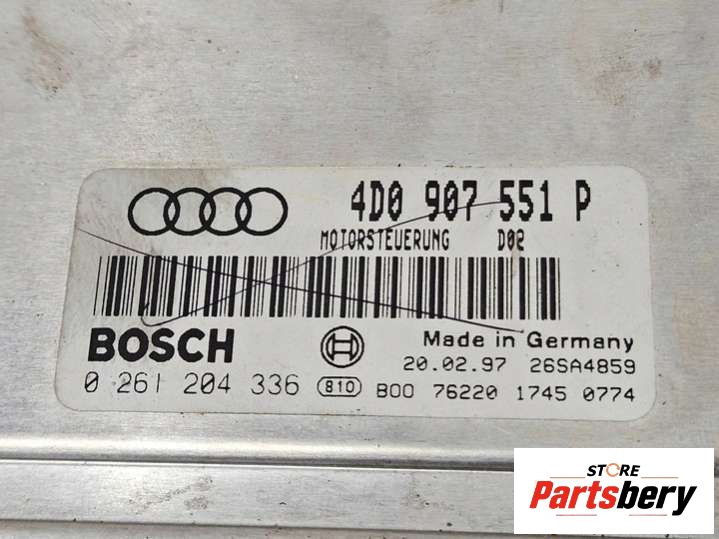 4D0 907 551 P
MOTORSTEUERUNG D02
BOSCH
Made in Germany
20.02.97 26SA4859
0 261 204 336 810 B00 76220 1745 0774
STORE
Partsbery